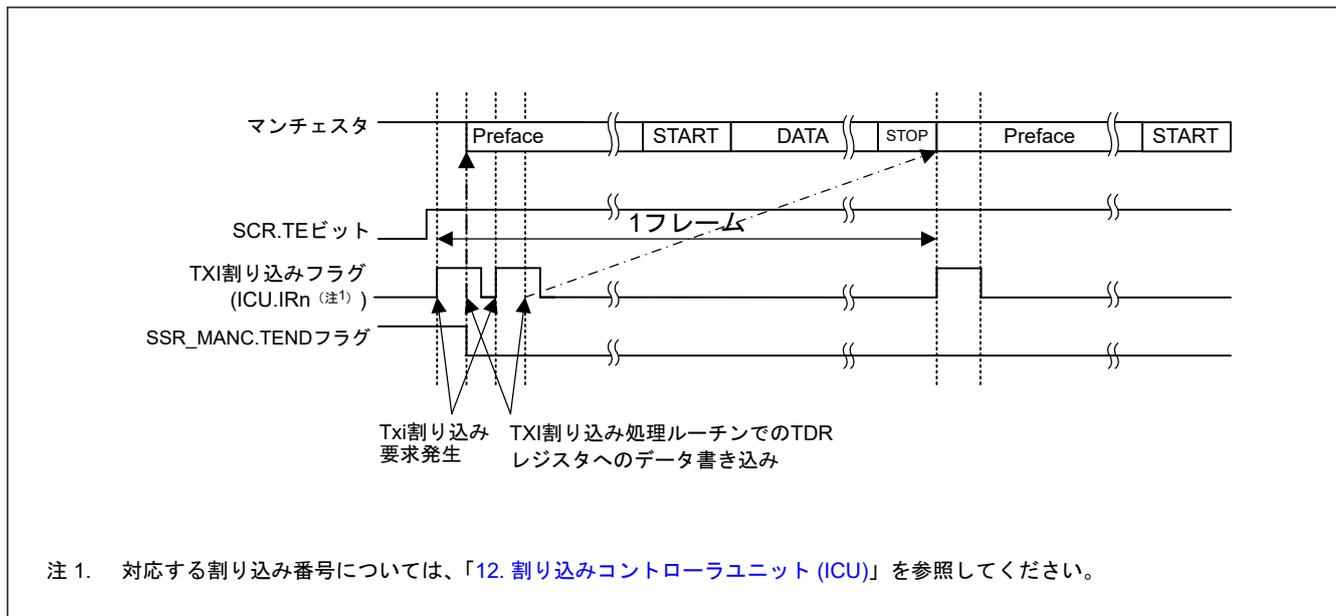 マンチェスタ
Preface
START
DATA
STOP
Preface
START
SCR.TEビット
1フレーム
TXI割り込みフラグ
(ICU.IRn（注1）)
SSR_MANC.TENDフラグ
Txi割り込み
要求発生
TXI割り込み処理ルーチンでのTDR
レジスタへのデータ書き込み
注 1. 対応する割り込み番号については、「12. 割り込みコントローラユニット (ICU)」を参照してください。